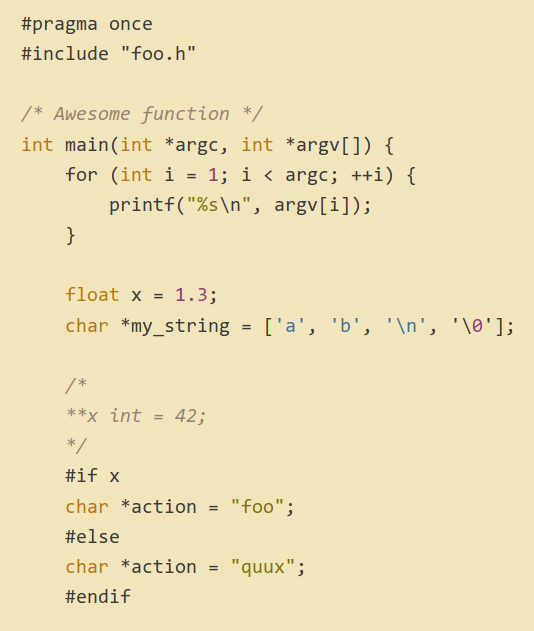 #pragma once
#include "foo.h"

/* Awesome function */
int main(int *argc, int *argv[]) {
    for (int i = 1; i < argc; ++i) {
        printf("%s\n", argv[i]);
    }

    float x = 1.3;
    char *my_string = ['a', 'b', '\n', '\0'];

    /*
    **x int = 42;
    */
    #if x
    char *action = "foo";
    #else
    char *action = "quux";
    #endif